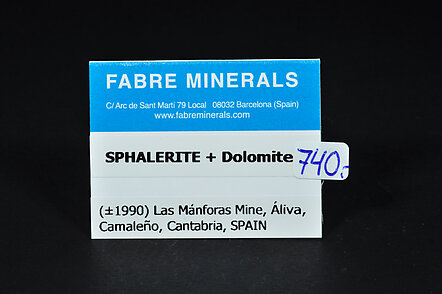 FABRE MINERALS
C/ Arc de Sant Martí 79 Local 08032 Barcelona (Spain)
www.fabreminerals.com
SPHALERITE + Dolomite 740.-
(±1990) Las Mánforas Mine, Áliva,
Camaleño, Cantabria, SPAIN